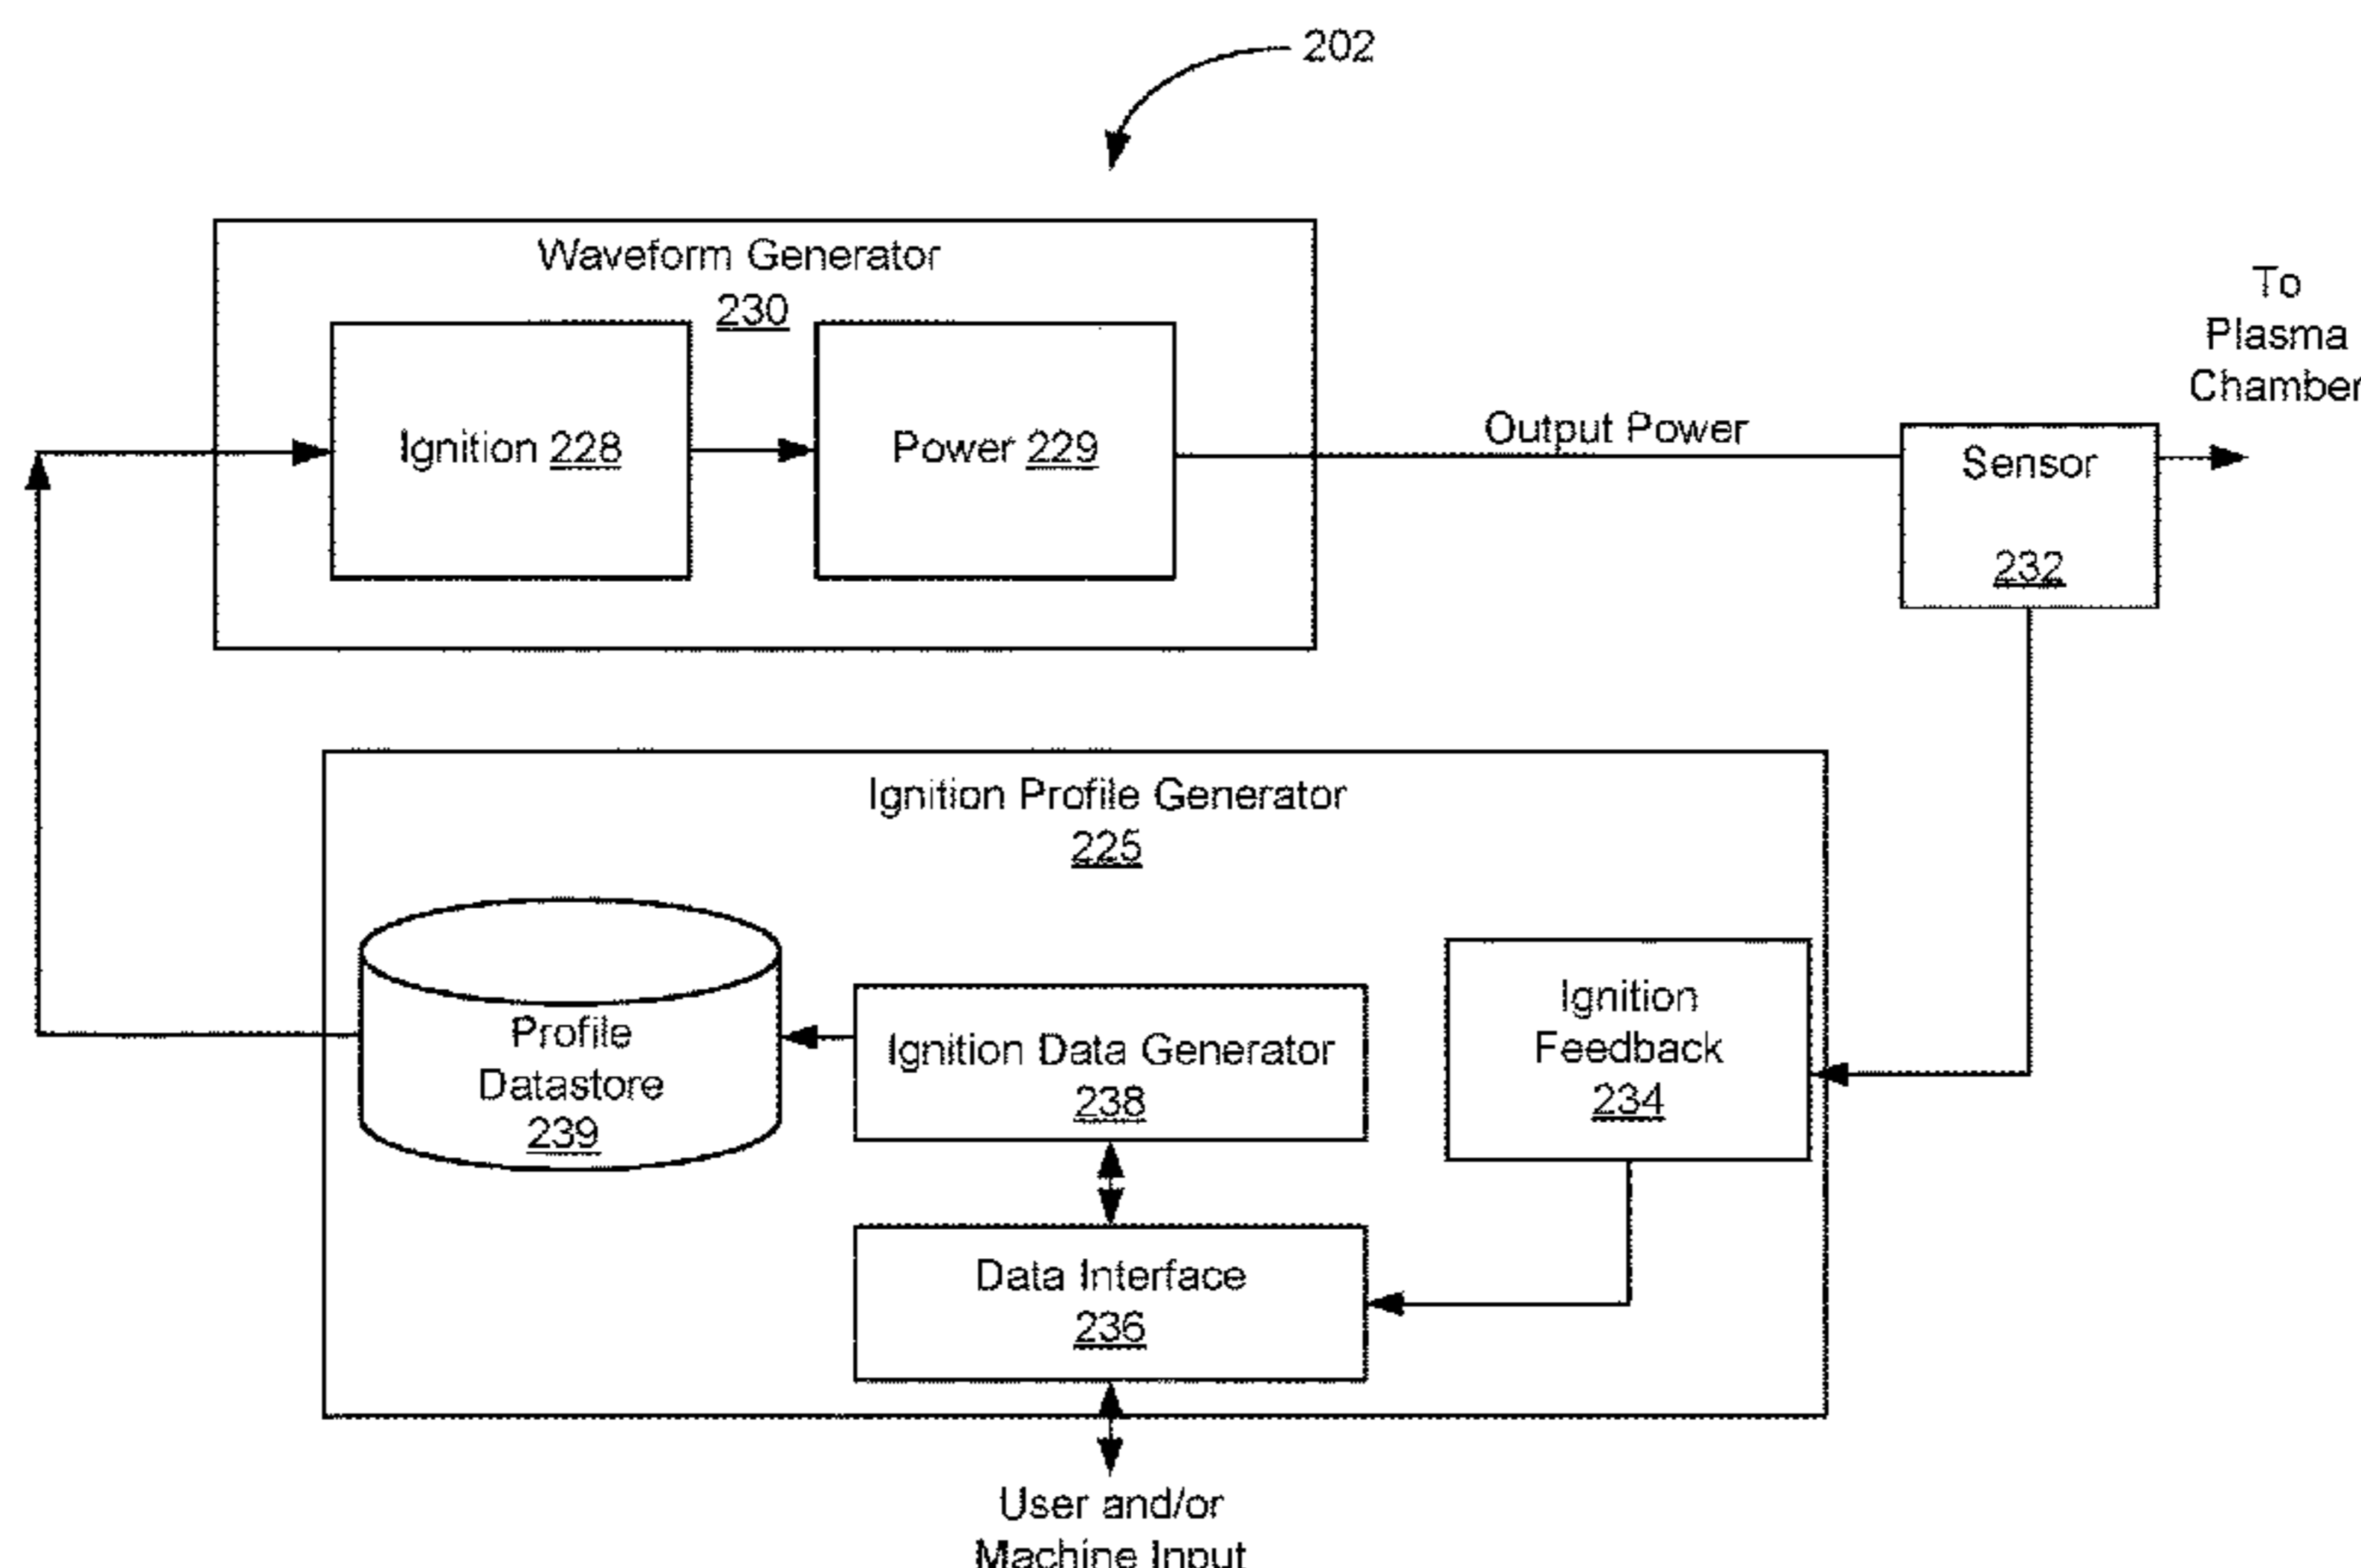 202
Waveform Generator
230
Ignition 228
Power 229
Output Power
To
Plasma
Chamber
Sensor
232
Ignition Profile Generator
225
Profile
Datastore
239
Ignition Data Generator
238
Ignition
Feedback
234
Data Interface
236
User and/or
Machine Input